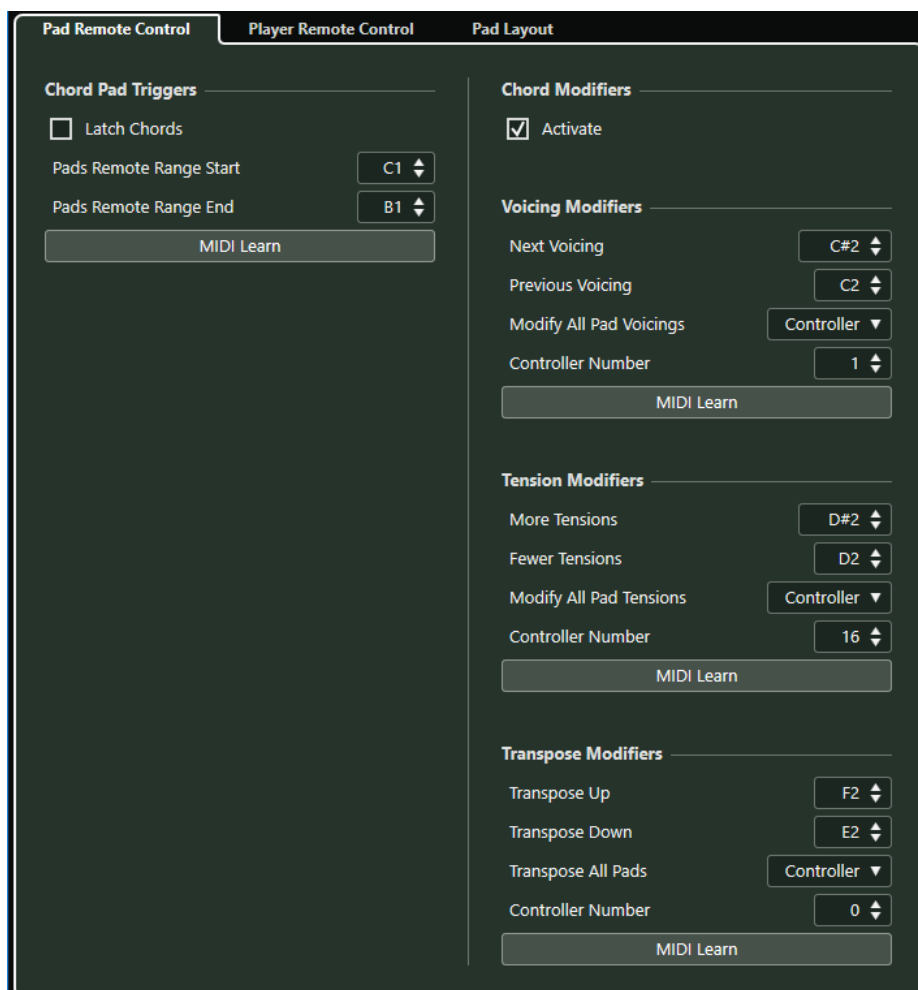 Pad Remote Control Player Remote Control Pad Layout
Chord Pad Triggers
Latch Chords
Pads Remote Range Start C1
Pads Remote Range End B1
MIDI Learn
Chord Modifiers
Activate
Voicing Modifiers
Next Voicing C#2
Previous Voicing C2
Modify All Pad Voicings Controller
Controller Number 1
MIDI Learn
Tension Modifiers
More Tensions D#2
Fewer Tensions D2
Modify All Pad Tensions Controller
Controller Number 16
MIDI Learn
Transpose Modifiers
Transpose Up F2
Transpose Down E2
Transpose All Pads Controller
Controller Number 0
MIDI Learn